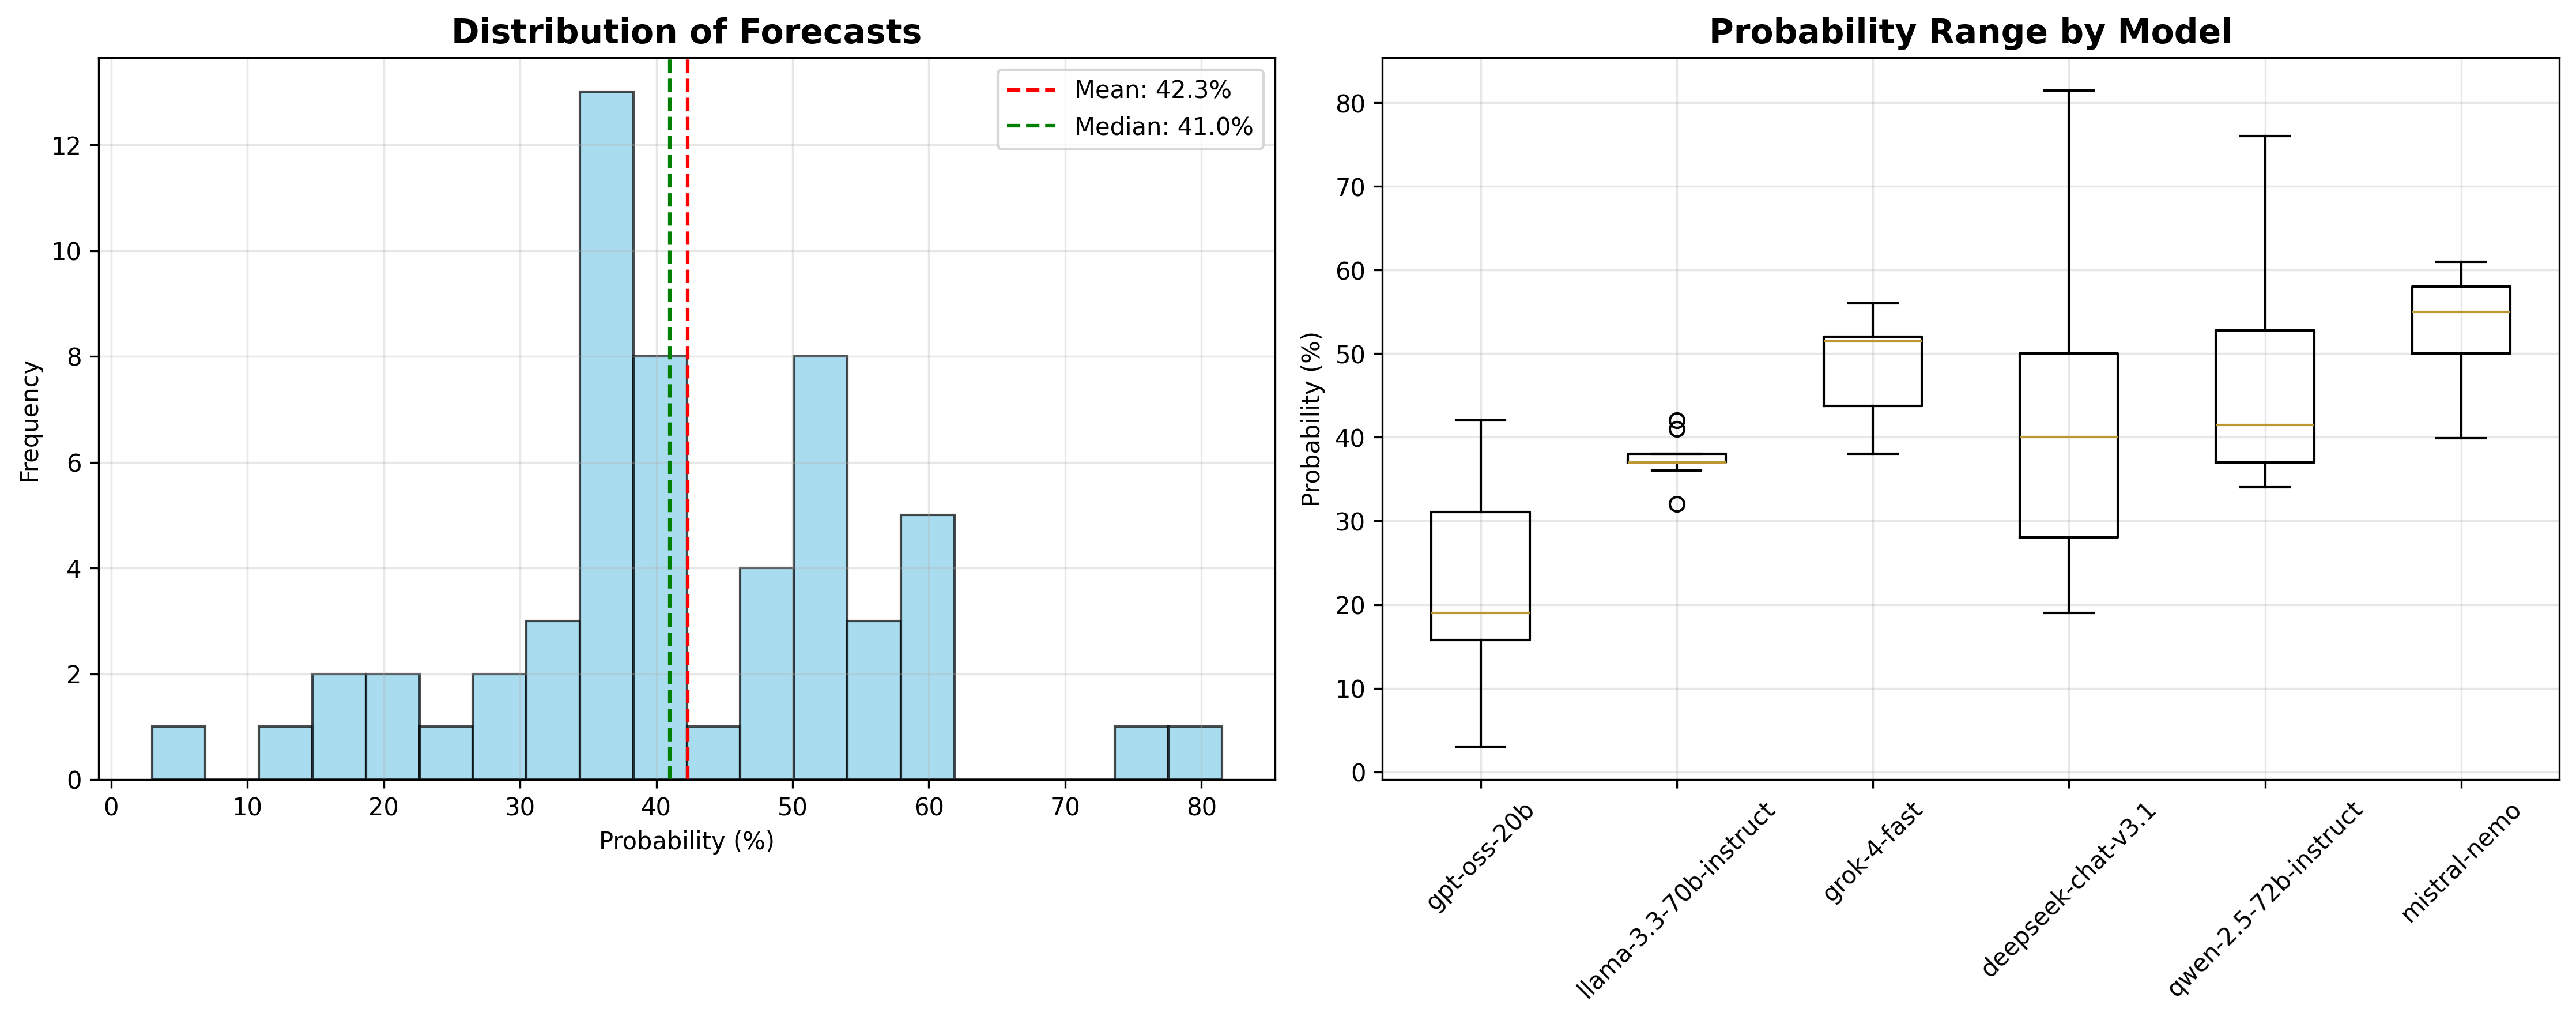 Distribution of Forecasts
Mean: 42.3%
Median: 41.0%
Frequency
12
10
8
6
4
2
0
0 10 20 30 40 50 60 70 80
Probability (%)
Probability Range by Model
Probability (%)
80
70
60
50
40
30
20
10
0
gpt-oss-20b
llama-3.3-70b-instruct
grok-4-fast
deepseek-chat-v3.1
qwen-2.5-72b-instruct
mistral-nemo